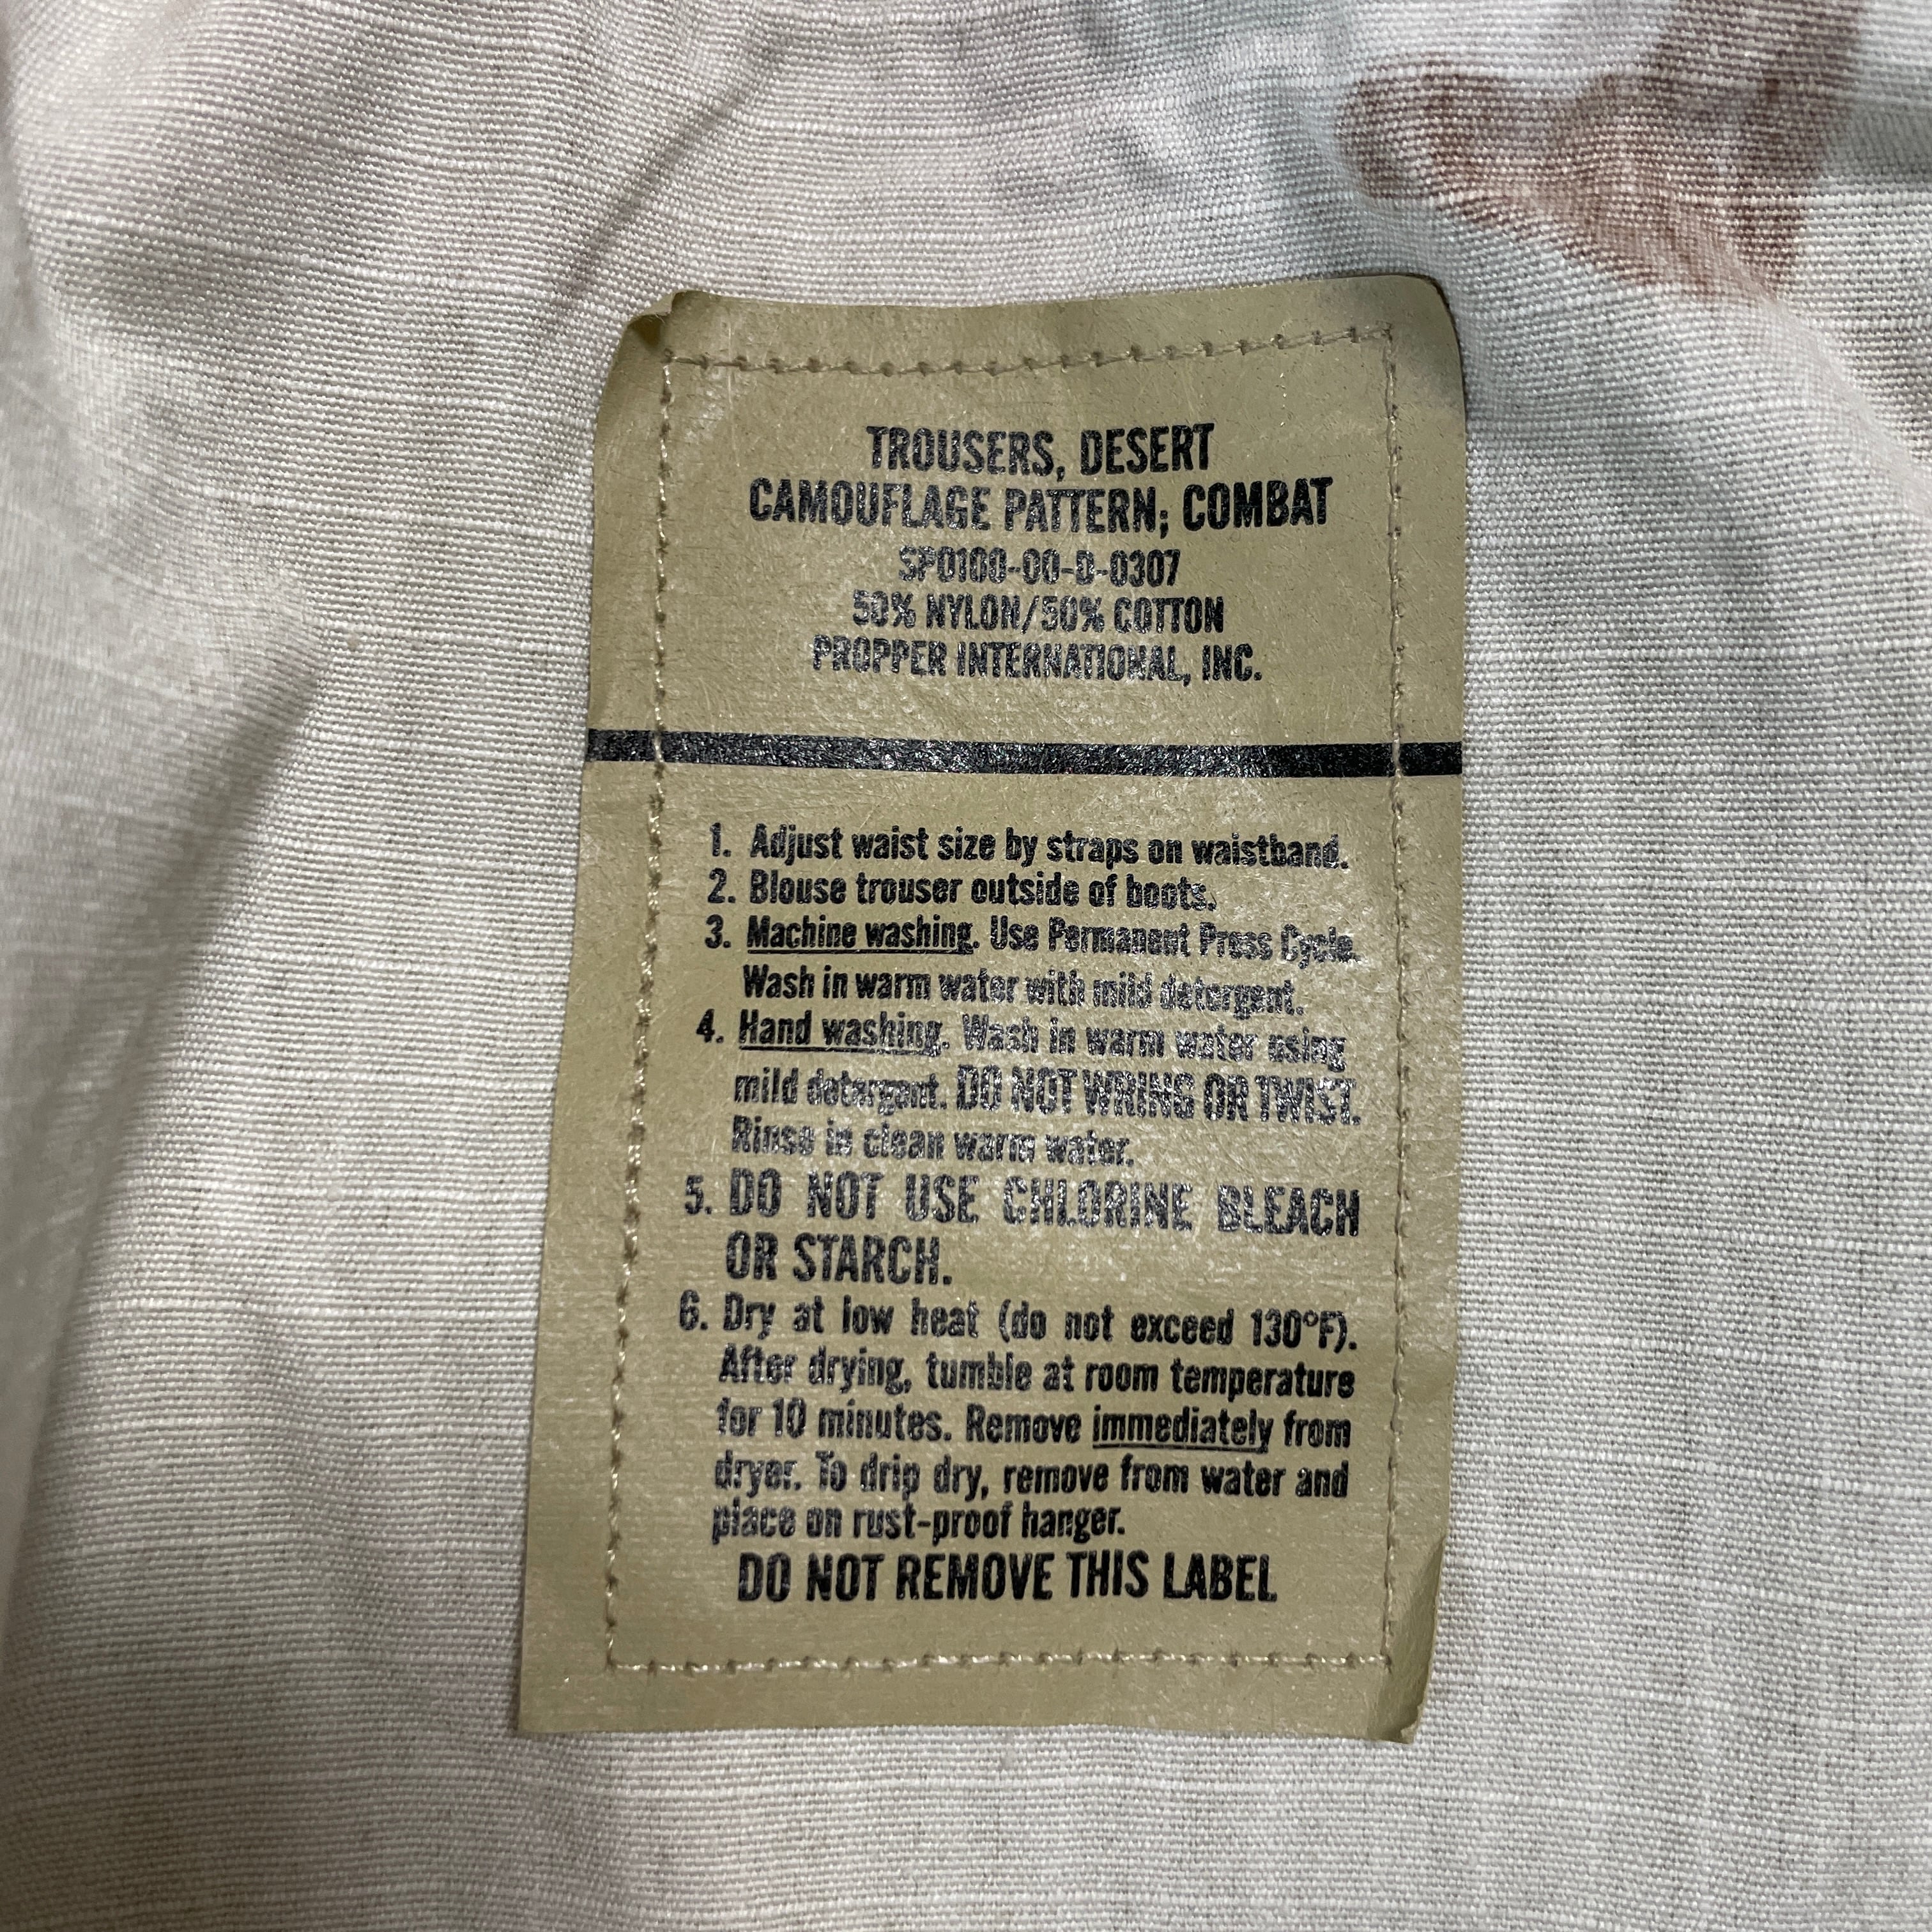 TROUSERS, DESERT
CAMOUFLAGE PATTERN; COMBAT
SP0100-00-D-0307
50% NYLON/50% COTTON
PROPPER INTERNATIONAL, INC.
1. Adjust waist size by straps on waistband.
2. Blouse trouser outside of boots.
3. Machine washing. Use Permanent Press Cycle.
Wash in warm water with mild detergent.
4. Hand washing. Wash in warm water using
mild detergent. DO NOT WRING OR TWIST.
Rinse in clean warm water.
5. DO NOT USE CHLORINE BLEACH
OR STARCH.
6. Dry at low heat (do not exceed 130°F).
After drying, tumble at room temperature
for 10 minutes. Remove immediately from
dryer. To drip dry, remove from water and
place on rust-proof hanger.
DO NOT REMOVE THIS LABEL